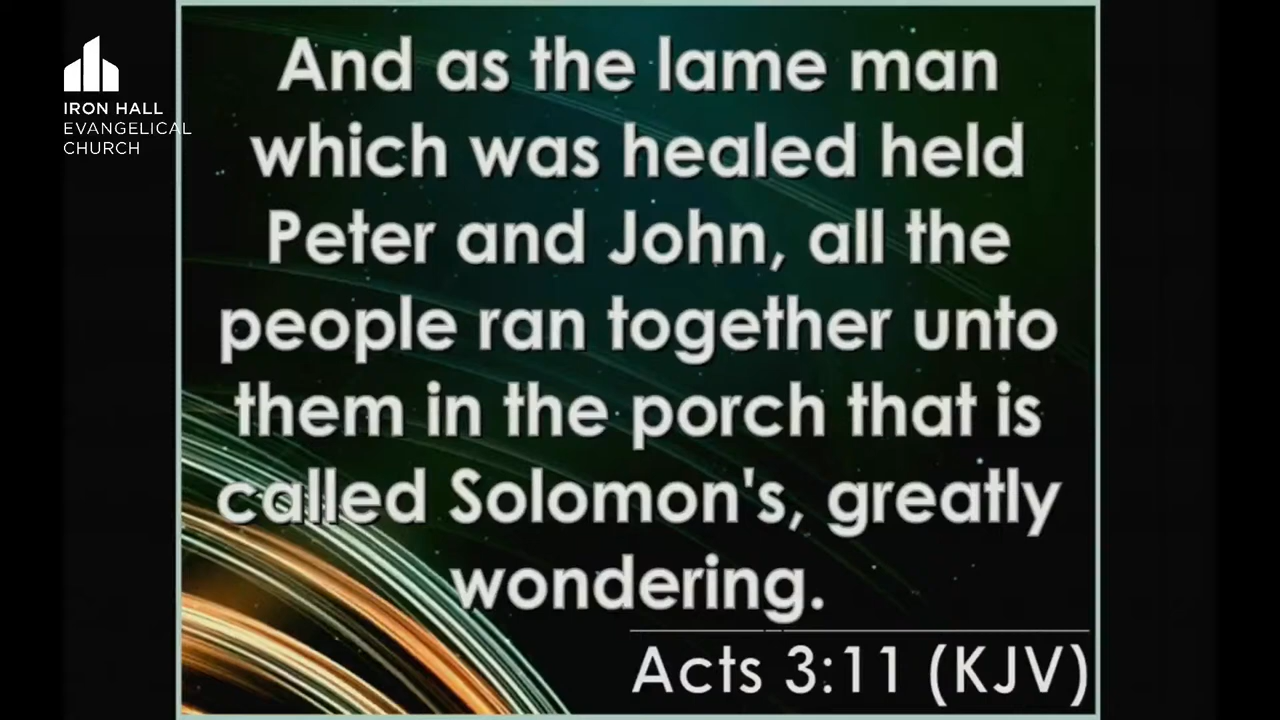 IRON HALL
EVANGELICAL
CHURCH
And as the lame man
which was healed held
Peter and John, all the
people ran together unto
them in the porch that is
called Solomon's, greatly
wondering.
Acts 3:11 (KJV)